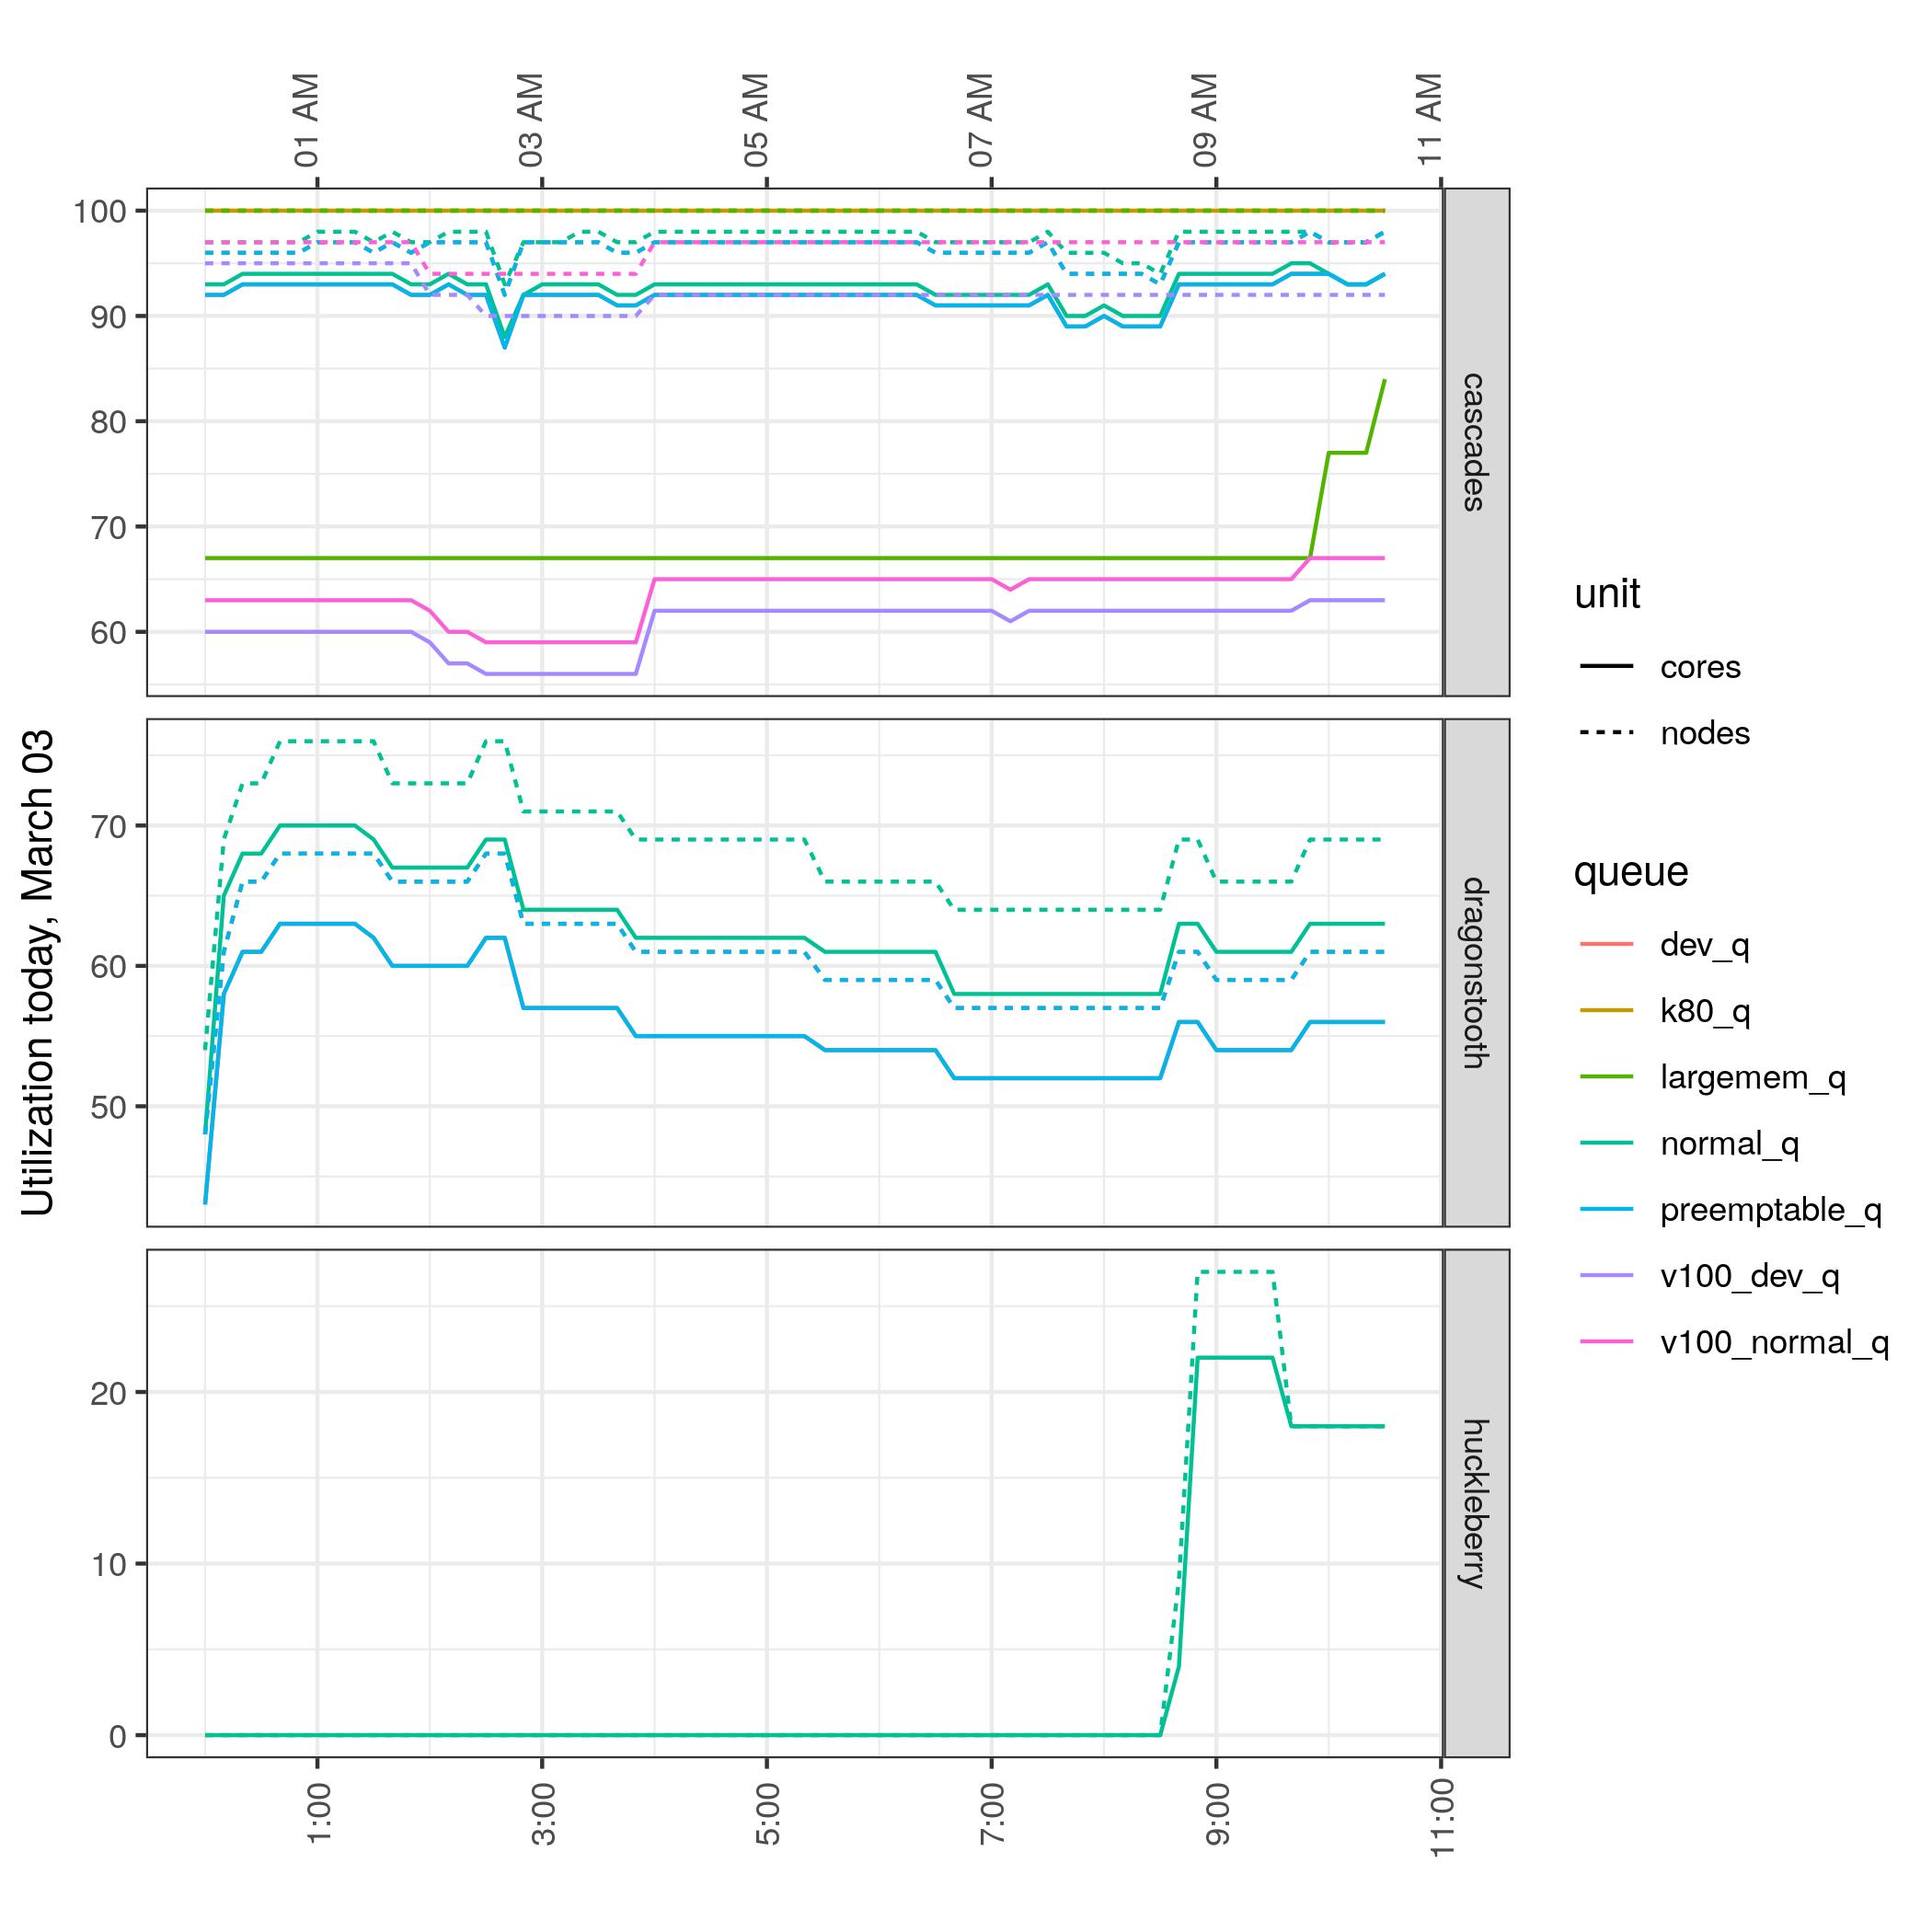 01 AM
03 AM
05 AM
07 AM
09 AM
11 AM
Utilization today, March 03
100
90
80
70
60
cascades
70
60
50
dragonstooth
20
10
0
huckleberry
1:00
3:00
5:00
7:00
9:00
11:00
unit
cores
nodes
queue
dev_q
k80_q
largemem_q
normal_q
preemptable_q
v100_dev_q
v100_normal_q